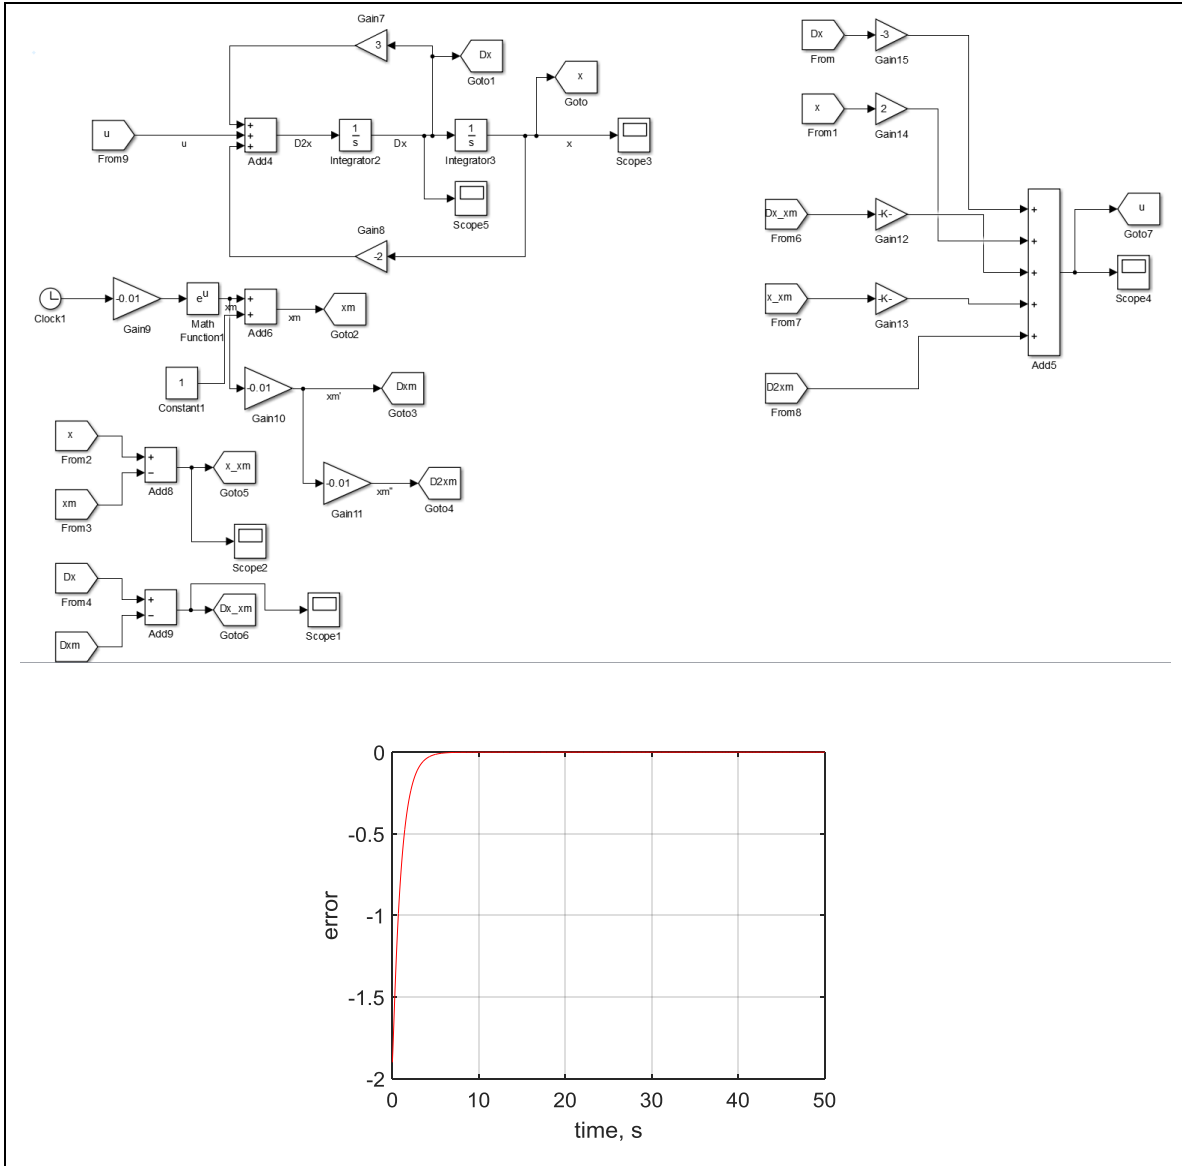 Gain7
3
Dx
Goto1
x
Goto
u
From9
u
+
+
+
Add4
D2x
1
s
Integrator2
Dx
1
s
Integrator3
x
Scope3
Scope5
Gain8
-2
Clock1
-0.01
Gain9
eu
Math
Function1
xm
+
+
Add6
xm
xm
Goto2
1
Constant1
-0.01
Gain10
xm'
Dxm
Goto3
-0.01
Gain11
xm''
D2xm
Goto4
x
From2
xm
From3
+
−
Add8
x_xm
Goto5
Scope2
Dx
From4
Dxm
+
−
Add9
Dx_xm
Goto6
Scope1
Dx
From
-3
Gain15
x
From1
2
Gain14
Dx_xm
From6
-K-
Gain12
x_xm
From7
-K-
Gain13
D2xm
From8
+
+
+
+
+
Add5
u
Goto7
Scope4
0
-0.5
-1
-1.5
-2
error
0 10 20 30 40 50
time, s